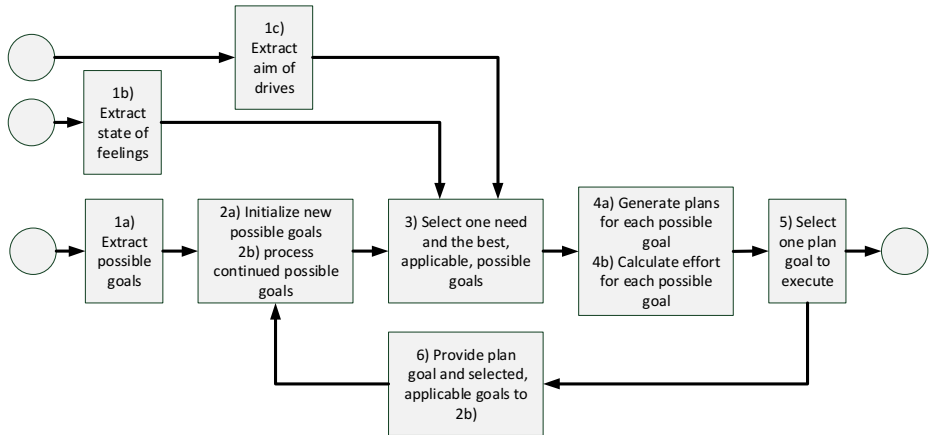 1c)
Extract
aim of
drives
1b)
Extract
state of
feelings
1a)
Extract
possible
goals
2a) Initialize new
possible goals
2b) process
continued possible
goals
3) Select one need
and the best,
applicable, possible
goals
4a) Generate plans
for each possible
goal
4b) Calculate effort
for each possible
goal
5) Select
one plan
goal to
execute
6) Provide plan
goal and selected,
applicable goals to
2b)